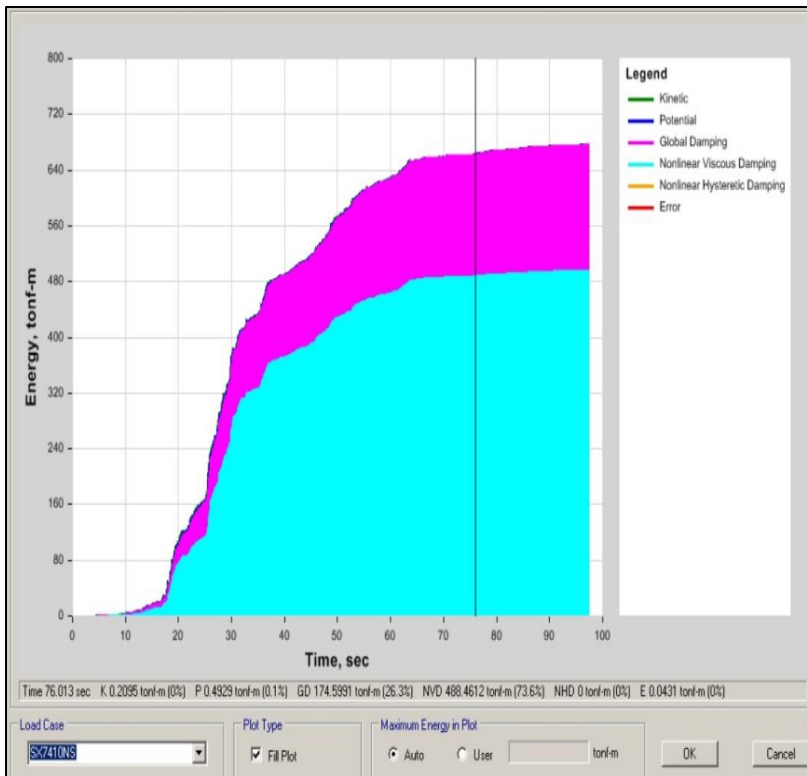 800
720
640
560
480
400
320
240
160
80
0
Energy, tonf-m
0 10 20 30 40 50 60 70 80 90 100
Time, sec
Legend
Kinetic
Potential
Global Damping
Nonlinear Viscous Damping
Nonlinear Hysteretic Damping
Error
Time 76.013 sec K 0.2095 tonf-m (0%) P 0.4929 tonf-m (0.1%) GD 174.5991 tonf-m (26.3%) NVD 488.4612 tonf-m (73.6%) NHD 0 tonf-m (0%) E 0.0431 tonf-m (0%)
Load Case
SX7410NS
Plot Type
Fill Plot
Maximum Energy in Plot
Auto User tonf-m
OK Cancel